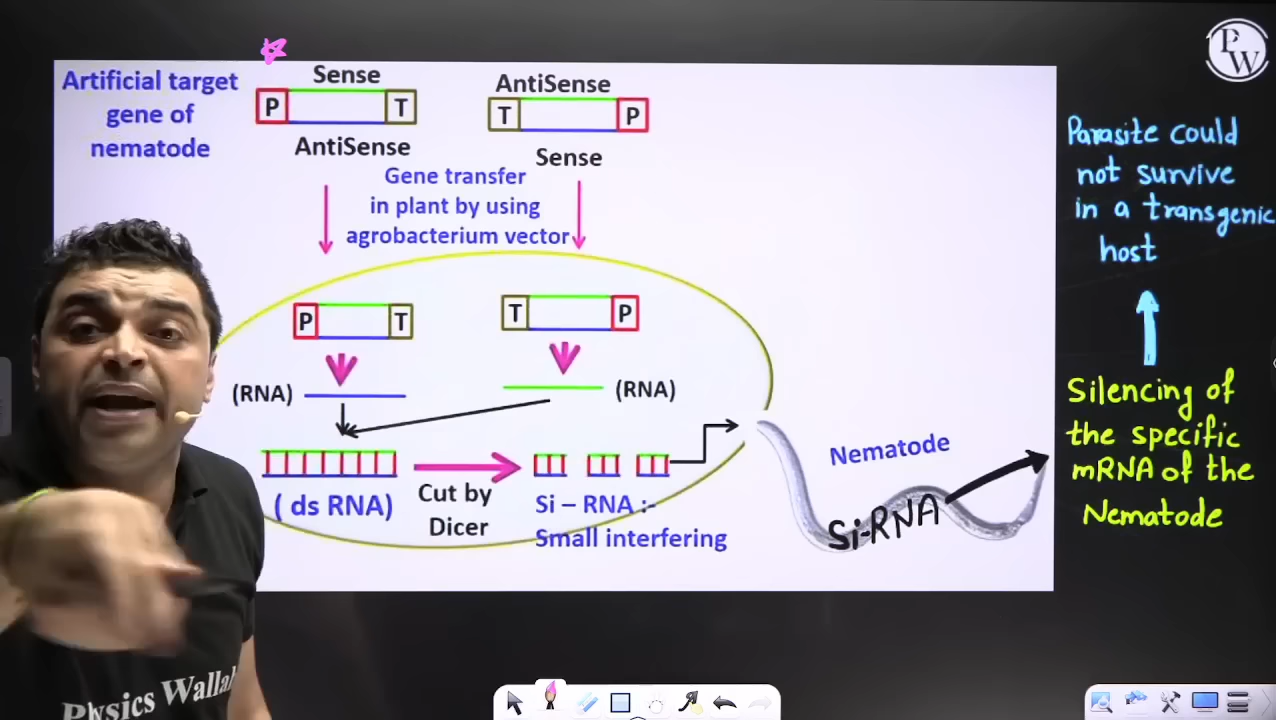 PW
Artificial target
gene of
nematode
Sense
P
T
AntiSense
AntiSense
T
P
Sense
Gene transfer
in plant by using
agrobacterium vector
P
T
T
P
(RNA)
(RNA)
( ds RNA)
Cut by
Dicer
Si – RNA :-
Small interfering
Nematode
Si-RNA
Parasite could
not survive
in a transgenic
host
Silencing of
the specific
mRNA of the
Nematode
Physics Wallah